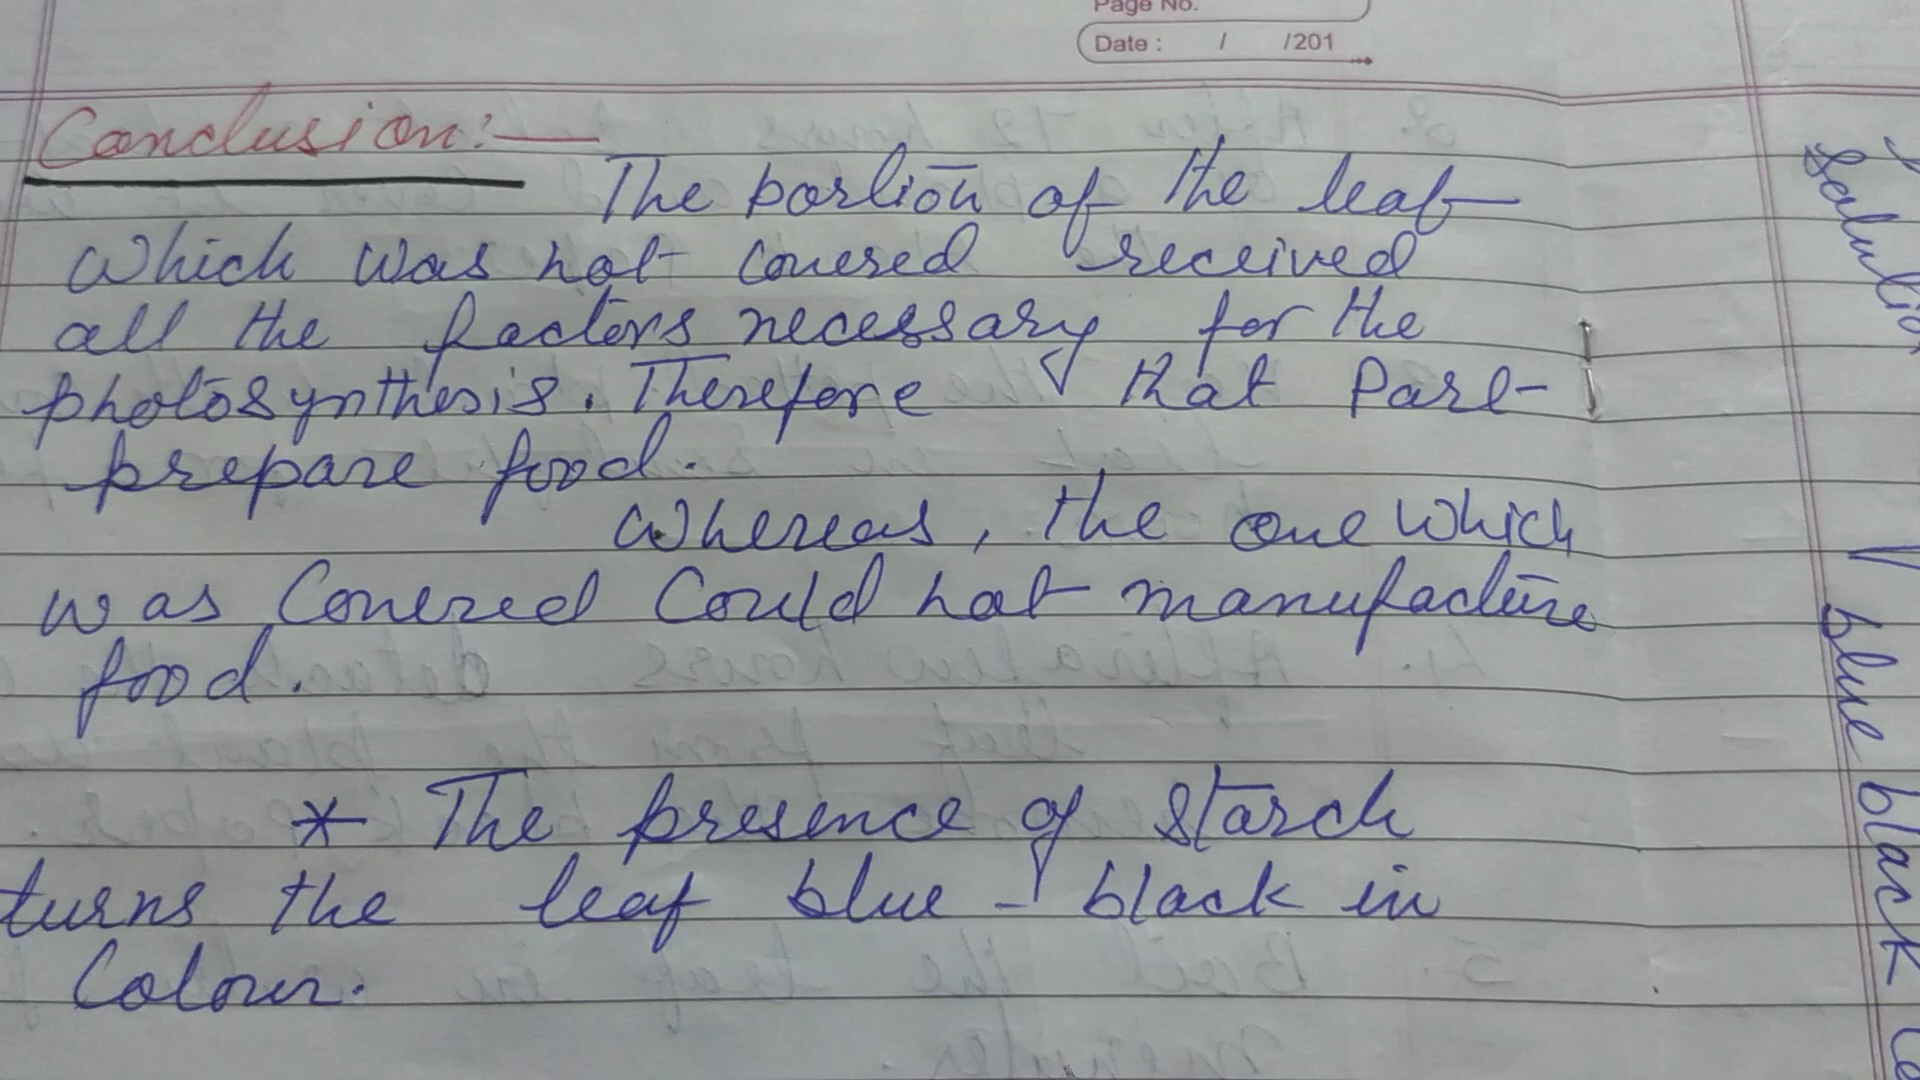 Page No.
Date : / /201
Conclusion:—
The portion of the leaf
which was not covered received
all the factors necessary for the
photosynthesis. Therefore that Part
prepare food.
Whereas, the one which
was Covered Could not manufacture
food.
* The presence of starch
turns the leaf blue - black in
Colour.
blue black